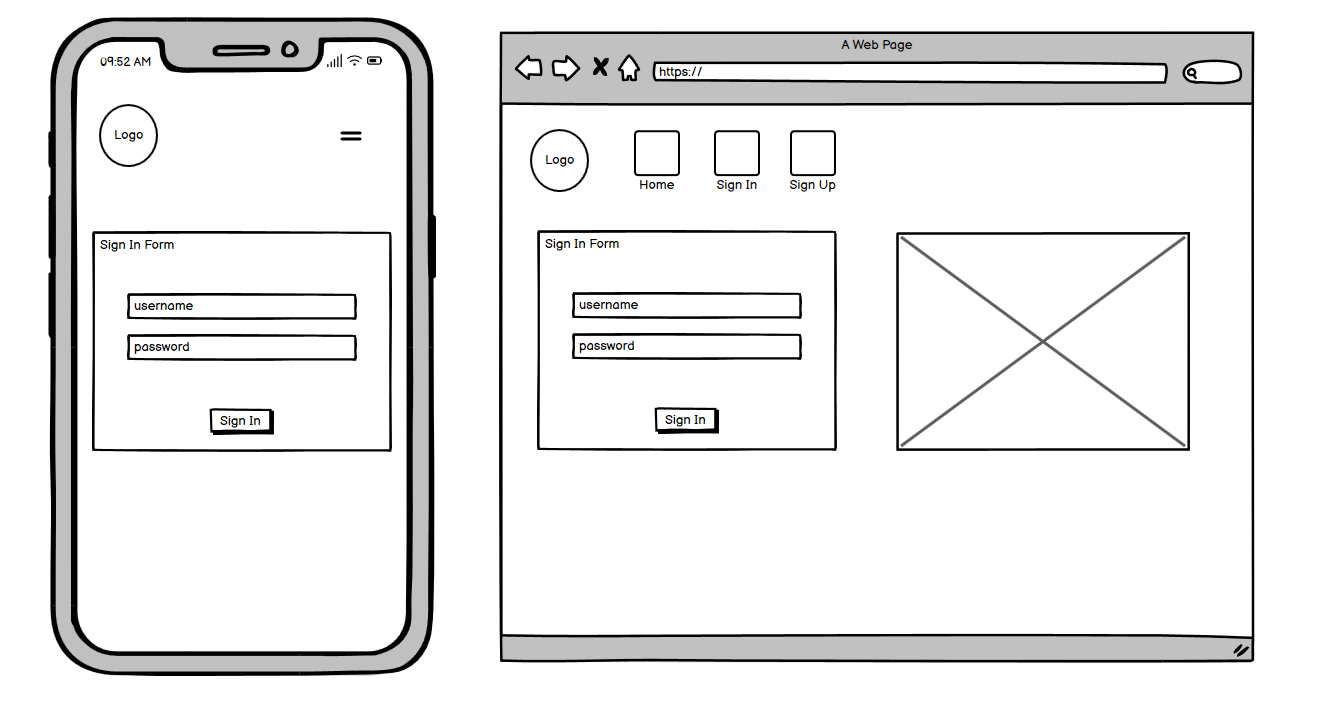 09:52 AM
Logo
Sign In Form
username
password
Sign In
A Web Page
https://
Logo
Home
Sign In
Sign Up
Sign In Form
username
password
Sign In